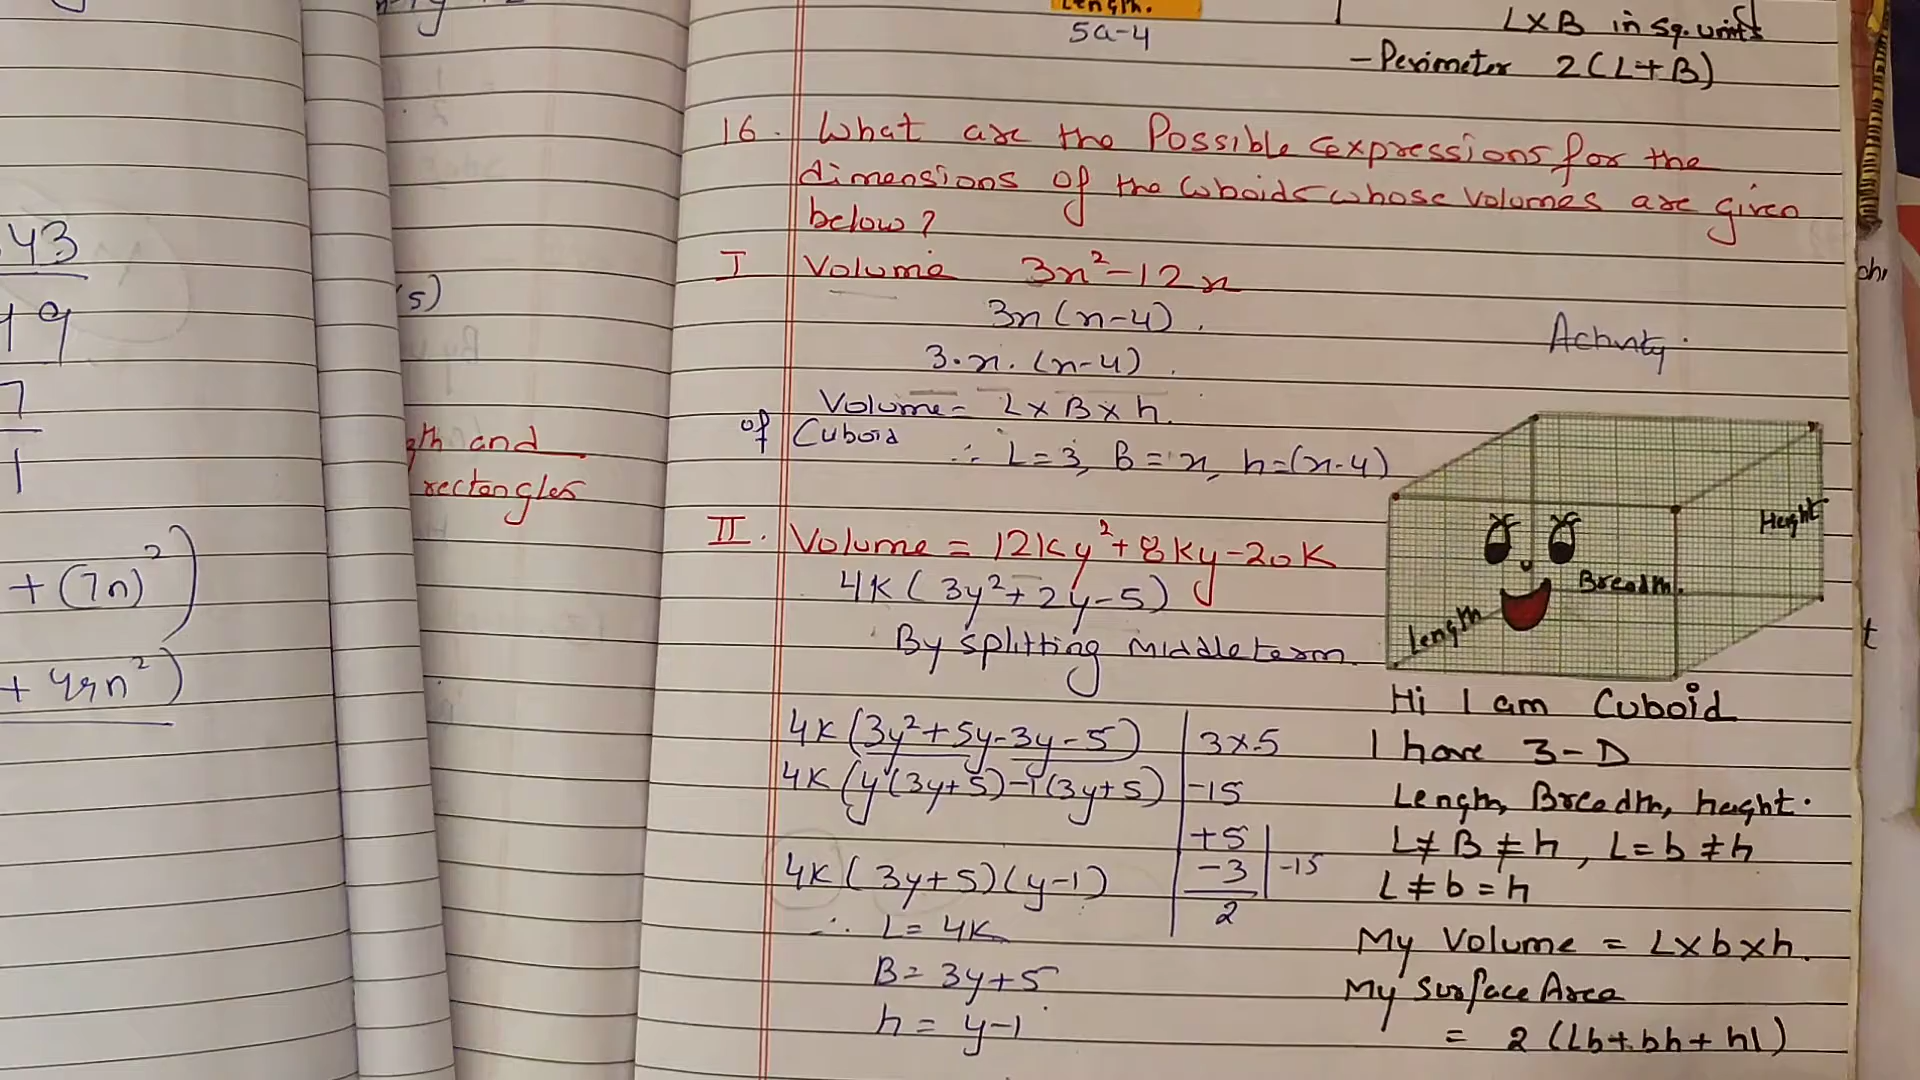 43
19
7
1
+ (7n)²)
+ 49n²)
s)
and
rectangles
Length.
5a-4
L×B in sq. units
- Perimeter 2(L+B)
16. What are the Possible expressions for the
dimensions of the cuboids whose volumes are given
below?
I Volume 3x²-12x
3x(x-4).
3·x·(x-4).
Volume = L×B×h.
of Cuboid
∴ L=3, B=x, h=(x-4)
Activity.
Height
Breadth.
Length
II. Volume = 12Ky²+8Ky-20K
4K(3y²+2y-5)
By splitting Middle term.
4K(3y²+5y-3y-5)
4K(y(3y+5)-1(3y+5)
4K(3y+5)(y-1)
∴ L=4K
B=3y+5
h=y-1
3×5
-15
+5
-3 -15
2
Hi I am Cuboid
I have 3-D
Length, Breadth, height.
L≠B≠h, L=b≠h
L≠b=h
My Volume = L×b×h.
My Surface Area
= 2(Lb+bh+hl)
t